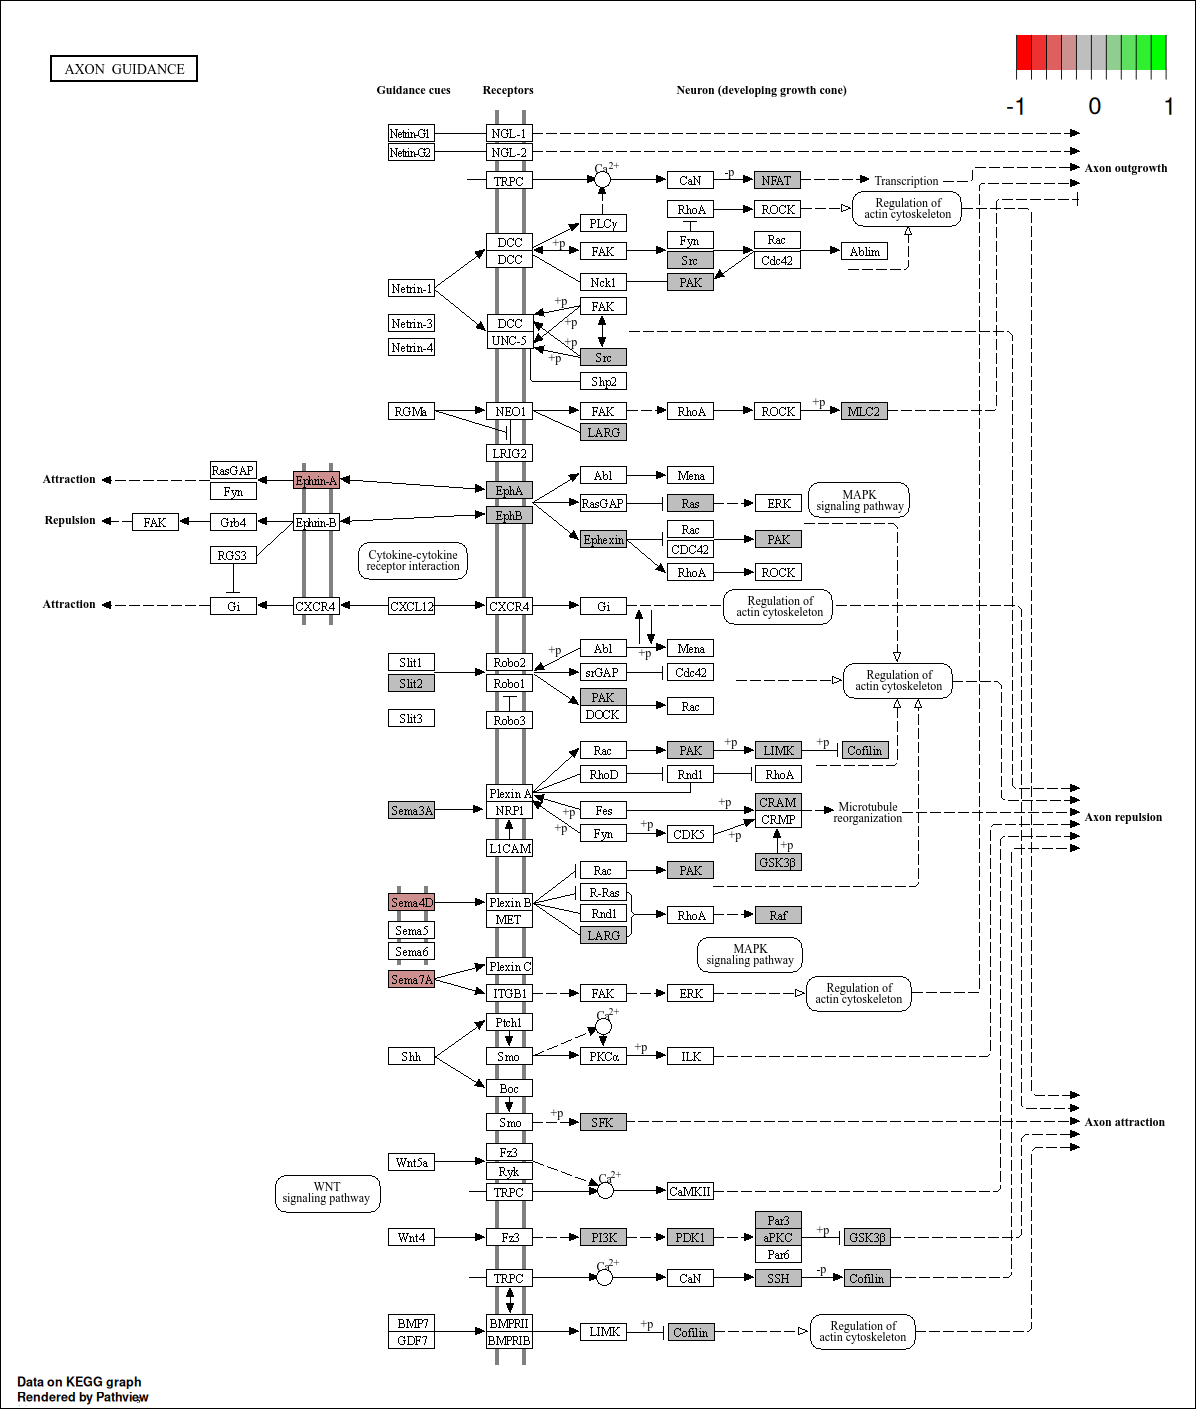 AXON GUIDANCE
-1 0 1
Guidance cues Receptors Neuron (developing growth cone)
Netrin-G1 NGL-1
Netrin-G2 NGL-2
Axon outgrowth
TRPC Ca2+ CaN -p NFAT Transcription
RhoA ROCK Regulation of
actin cytoskeleton
PLCγ
DCC +p FAK Fyn Rac Ablim
DCC Src Cdc42
Netrin-1 Nck1 PAK
+p FAK
Netrin-3 DCC +p
Netrin-4 UNC-5 +p
+p Src
Shp2
RGMa NEO1 FAK RhoA ROCK +p MLC2
LARG
LRIG2
Attraction RasGAP Ephrin-A Abl Mena
Fyn EphA MAPK
signaling pathway
RasGAP Ras ERK
Repulsion FAK Grb4 Ephrin-B EphB
Ephexin Rac PAK
CDC42
RGS3 Cytokine-cytokine
receptor interaction
RhoA ROCK
Attraction Gi CXCR4 CXCL12 CXCR4 Gi Regulation of
actin cytoskeleton
+p Abl +p Mena
Slit1 Robo2 srGAP Cdc42
Slit2 Robo1 Regulation of
actin cytoskeleton
PAK
DOCK Rac
Slit3 Robo3
Rac PAK +p LIMK +p Cofilin
RhoD Rnd1 RhoA
Plexin A
Sema3A NRP1 +p Fes +p CRAM Microtubule
reorganization
CRMP
Axon repulsion
+p Fyn +p CDK5 +p
L1CAM +p
GSK3β
Rac PAK
R-Ras
Sema4D Plexin B
MET Rnd1 RhoA Raf
Sema5 LARG
Sema6 MAPK
signaling pathway
Sema7A Plexin C
ITGB1 FAK ERK Regulation of
actin cytoskeleton
Ptch1 Ca2+
Shh Smo PKCα +p ILK
Boc
Smo +p SFK Axon attraction
Wnt5a Fz3
Ryk
WNT
signaling pathway
TRPC Ca2+ CaMKII
Par3
Wnt4 Fz3 PI3K PDK1 aPKC +p GSK3β
Par6
TRPC Ca2+ CaN SSH -p Cofilin
BMP7 BMPRII LIMK +p Cofilin Regulation of
actin cytoskeleton
GDF7 BMPRIB
Data on KEGG graph
Rendered by Pathview